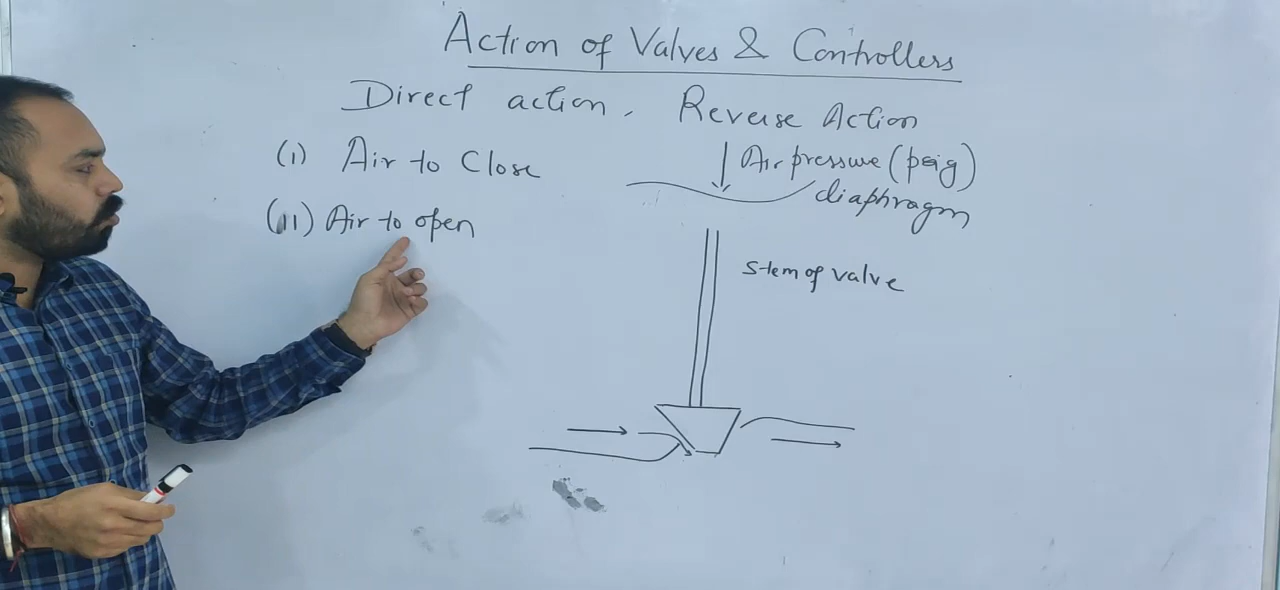 Action of Valves & Controllers
Direct action, Reverse Action
(i) Air to Close
(ii) Air to open
Air pressure (psig)
diaphragm
Stem of valve